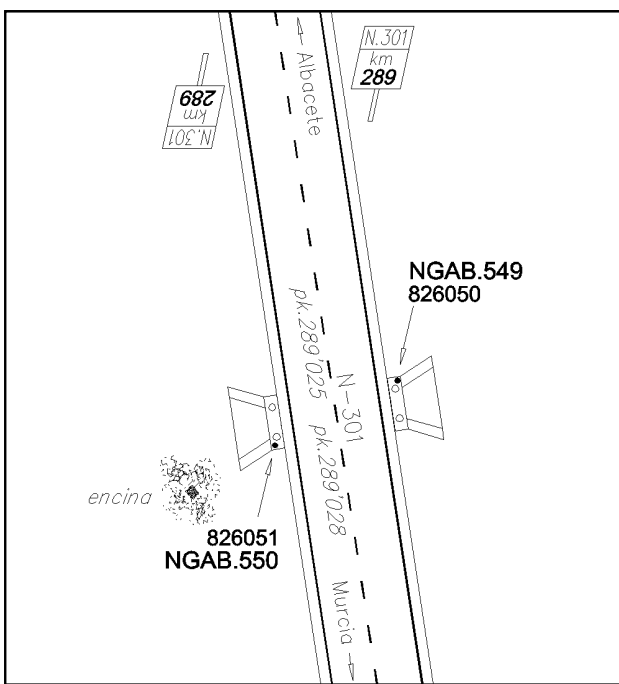 N.301
km
289
N.301
km
289
Albacete
NGAB.549
826050
pk.289'025
N-301
pk.289'028
encina
826051
NGAB.550
Murcia